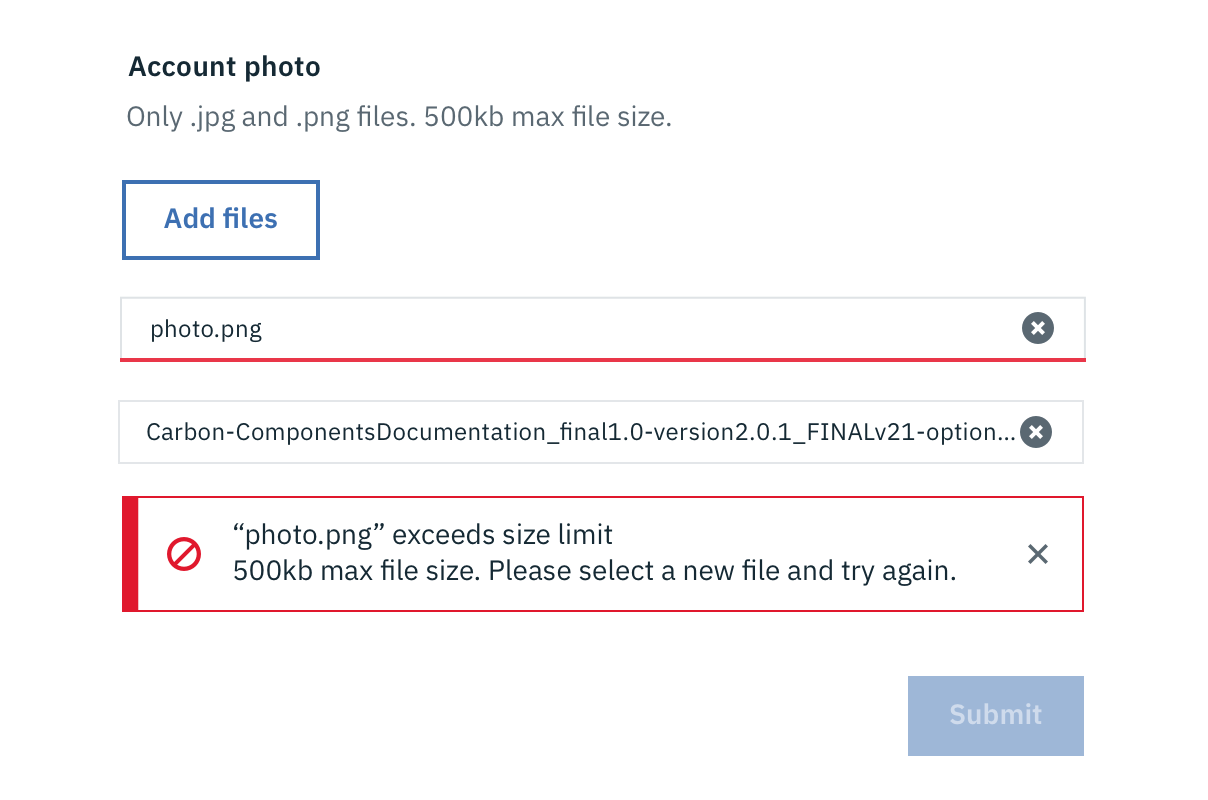 Account photo
Only .jpg and .png files. 500kb max file size.
Add files
photo.png
Carbon-ComponentsDocumentation_final1.0-version2.0.1_FINALv21-option...
“photo.png” exceeds size limit
500kb max file size. Please select a new file and try again.
Submit